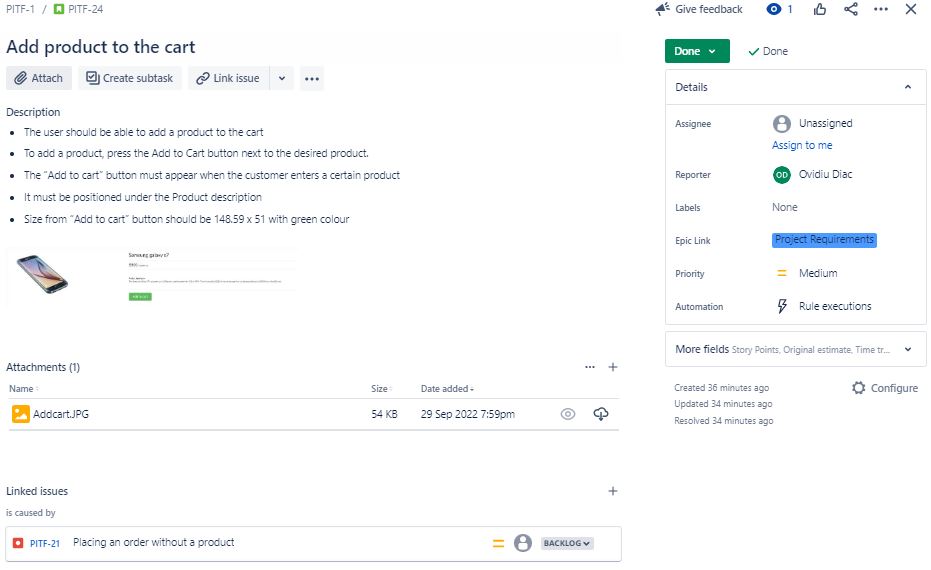 PITF-1 / PITF-24
Give feedback
1
Add product to the cart
Attach
Create subtask
Link issue
Done
Done
Description
The user should be able to add a product to the cart
To add a product, press the Add to Cart button next to the desired product.
The “Add to cart” button must appear when the customer enters a certain product
It must be positioned under the Product description
Size from “Add to cart” button should be 148.59 x 51 with green colour
Samsung galaxy s7
Add to cart
Attachments (1)
Name
Size
Date added
Addcart.JPG
54 KB
29 Sep 2022 7:59pm
Linked issues
is caused by
PITF-21
Placing an order without a product
BACKLOG
Details
Assignee
Unassigned
Assign to me
Reporter
OD
Ovidiu Diac
Labels
None
Epic Link
Project Requirements
Priority
Medium
Automation
Rule executions
More fields Story Points, Original estimate, Time tr...
Created 36 minutes ago
Configure
Updated 34 minutes ago
Resolved 34 minutes ago